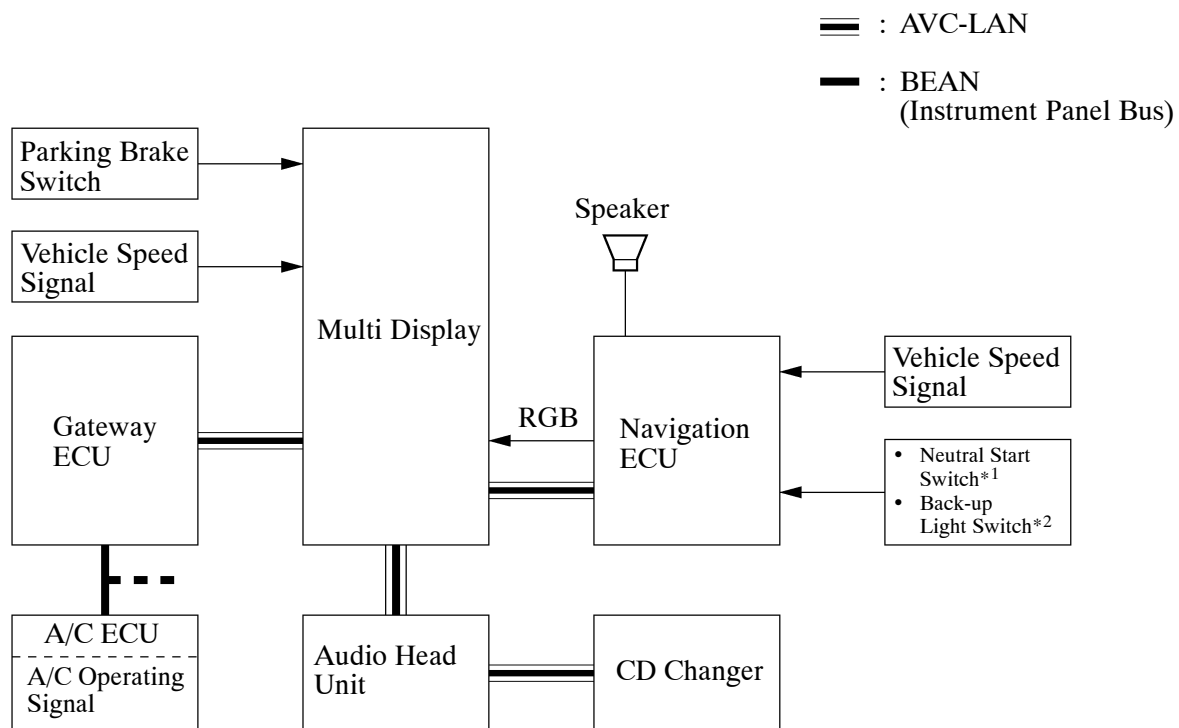 : AVC-LAN
: BEAN
(Instrument Panel Bus)
Parking Brake
Switch
Speaker
Vehicle Speed
Signal
Multi Display
Vehicle Speed
Signal
Gateway
ECU
RGB
Navigation
ECU
• Neutral Start
Switch*1
• Back-up
Light Switch*2
A/C ECU
A/C Operating
Signal
Audio Head
Unit
CD Changer